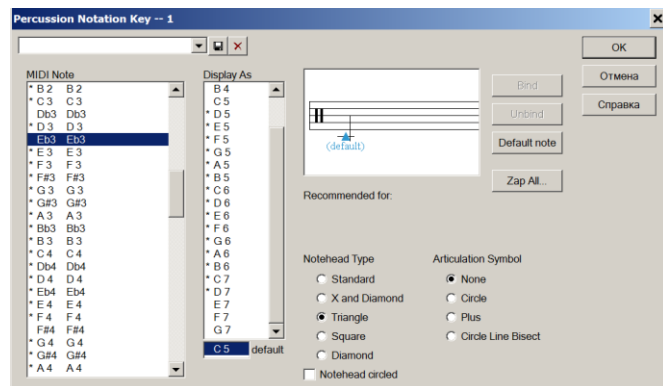 Percussion Notation Key -- 1
OK
Отмена
Справка
MIDI Note
* B 2 B 2
* C 3 C 3
Db3 Db3
* D 3 D 3
Eb3 Eb3
* E 3 E 3
* F 3 F 3
* F#3 F#3
* G 3 G 3
* G#3 G#3
* A 3 A 3
* Bb3 Bb3
* B 3 B 3
* C 4 C 4
* Db4 Db4
* D 4 D 4
* Eb4 Eb4
* E 4 E 4
* F 4 F 4
F#4 F#4
* G 4 G 4
* G#4 G#4
* A 4 A 4
Display As
B 4
C 5
* D 5
* E 5
* F 5
* G 5
* A 5
* B 5
* C 6
* D 6
* E 6
* F 6
* G 6
* A 6
* B 6
* C 7
* D 7
E 7
F 7
G 7
C 5 default
(default)
Bind
Unbind
Default note
Zap All...
Recommended for:
Notehead Type
Standard
X and Diamond
Triangle
Square
Diamond
Notehead circled
Articulation Symbol
None
Circle
Plus
Circle Line Bisect